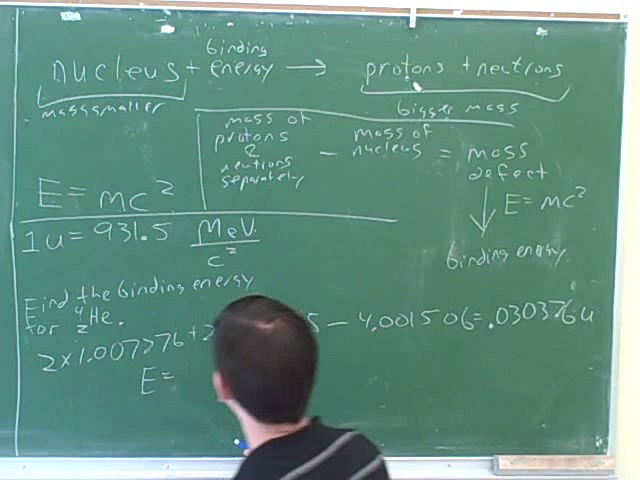 nucleus + binding energy → protons + neutrons
mass smaller
bigger mass
mass of protons & neutrons separately − mass of nucleus = mass defect
E = mc²
E = mc²
binding energy
1u = 931.5 MeV/c²
Find the binding energy
for ⁴₂He.
2×1.007276 + 2 5 − 4.001506 = .030376u
E =